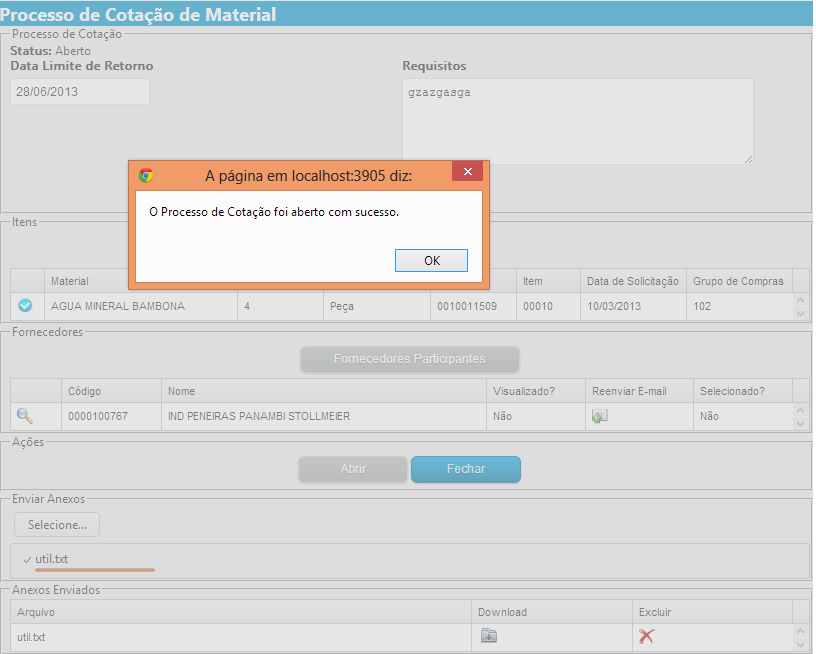 Processo de Cotação de Material
Processo de Cotação
Status: Aberto
Data Limite de Retorno
Requisitos
28/06/2013
gzazgasga
A página em localhost:3905 diz:
O Processo de Cotação foi aberto com sucesso.
OK
Itens
Material Item Data de Solicitação Grupo de Compras
AGUA MINERAL BAMBONA 4 Peça 0010011509 00010 10/03/2013 102
Fornecedores
Fornecedores Participantes
Código Nome Visualizado? Reenviar E-mail Selecionado?
0000100767 IND PENEIRAS PANAMBI STOLLMEIER Não Não
Ações
Abrir Fechar
Enviar Anexos
Selecione...
util.txt
Anexos Enviados
Arquivo Download Excluir
util.txt